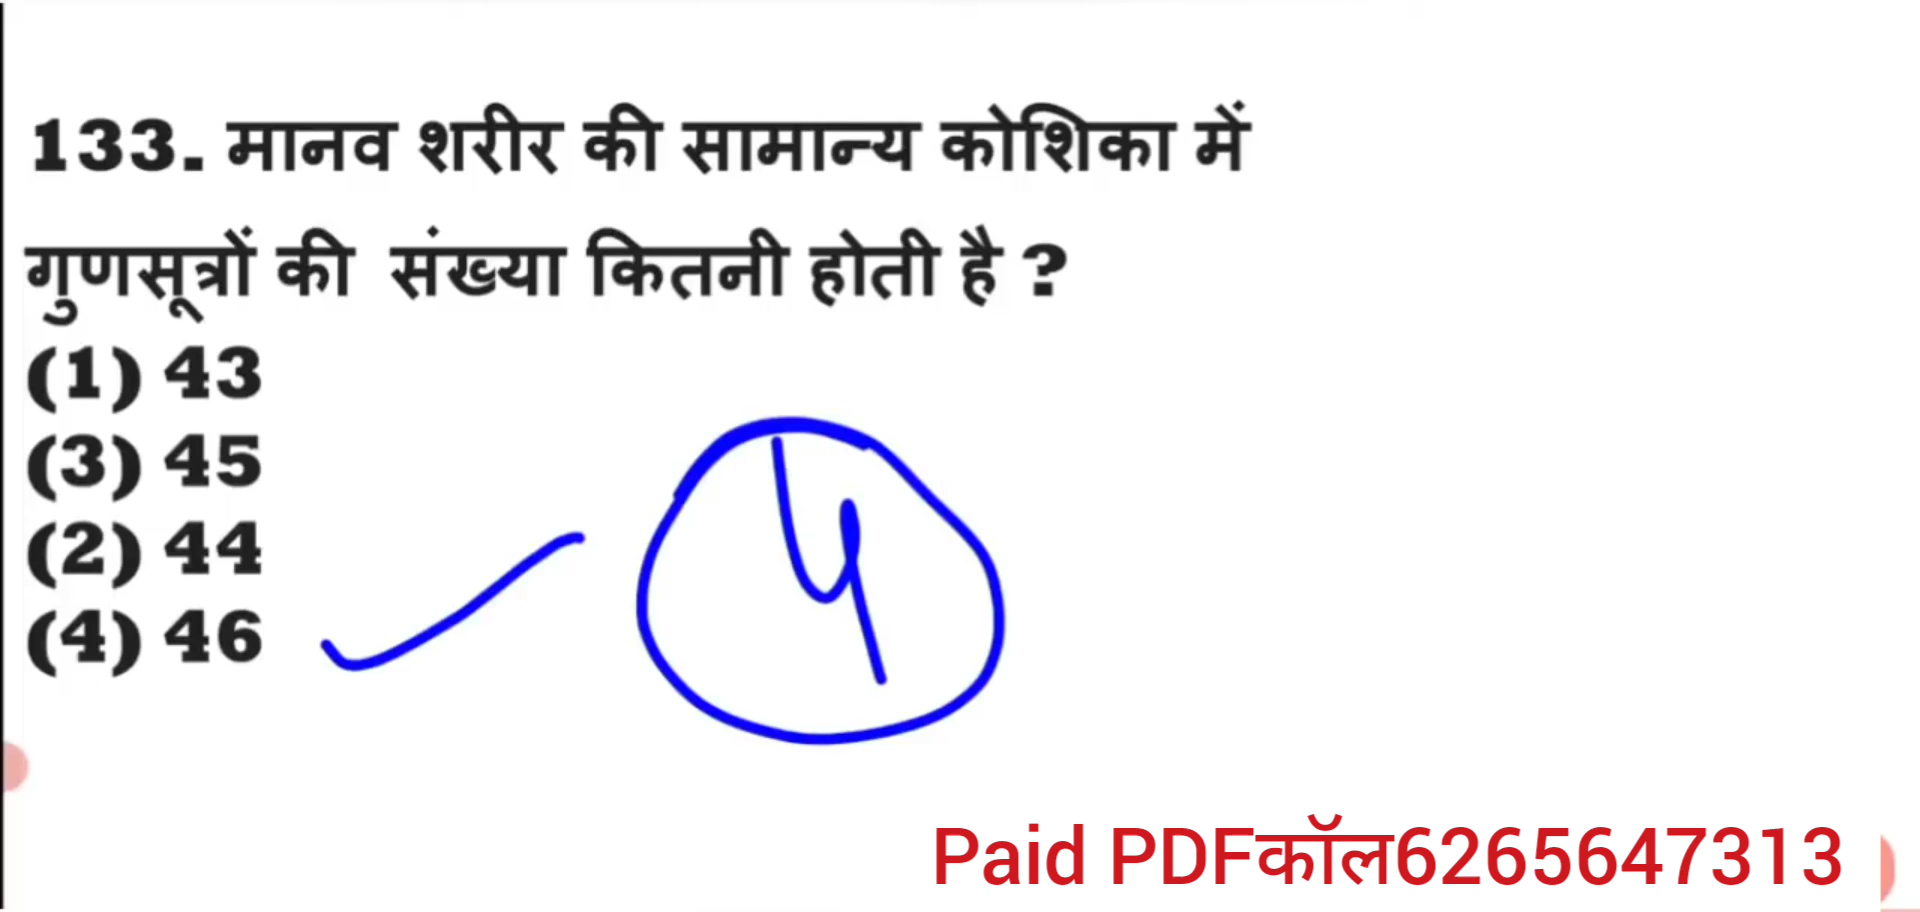 133. मानव शरीर की सामान्य कोशिका में
गुणसूत्रों की संख्या कितनी होती है ?
(1) 43
(3) 45
(2) 44
(4) 46
4
Paid PDFकॉल6265647313